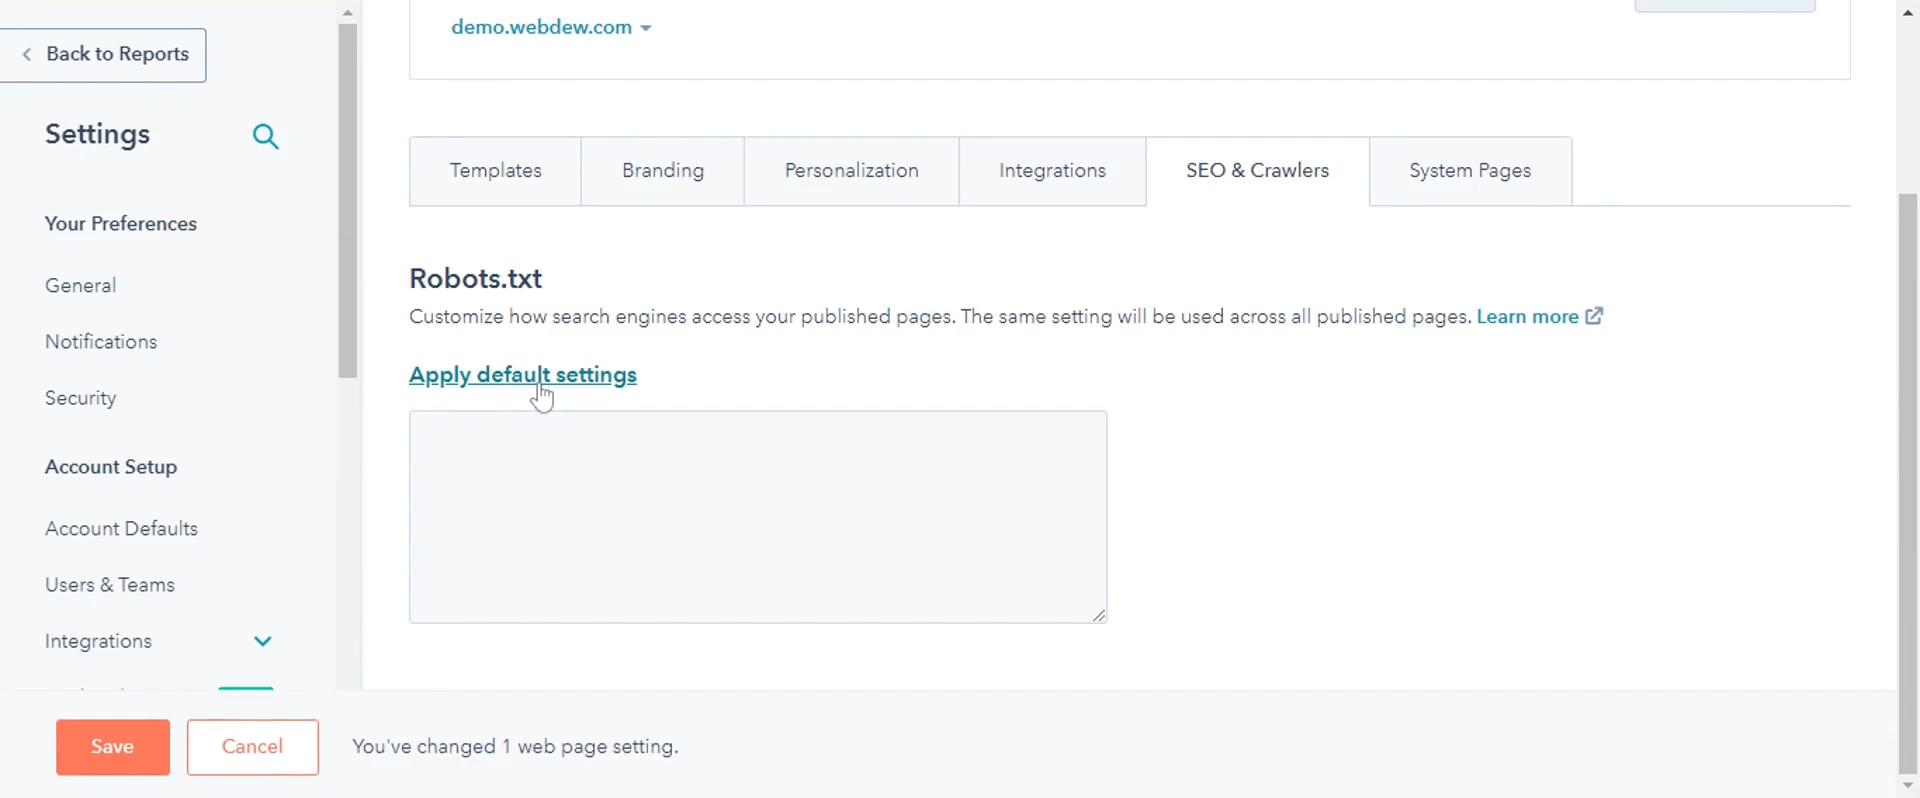 demo.webdew.com
Back to Reports
Settings
Your Preferences
General
Notifications
Security
Account Setup
Account Defaults
Users & Teams
Integrations
Templates
Branding
Personalization
Integrations
SEO & Crawlers
System Pages
Robots.txt
Customize how search engines access your published pages. The same setting will be used across all published pages. Learn more
Apply default settings
Save
Cancel
You've changed 1 web page setting.